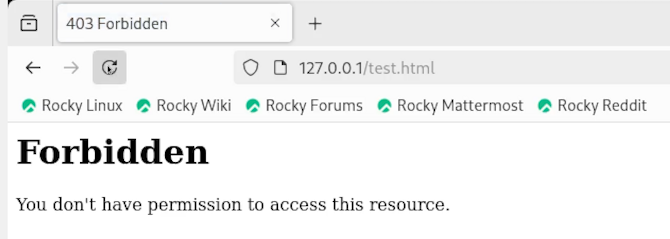 403 Forbidden
127.0.0.1/test.html
Rocky Linux Rocky Wiki Rocky Forums Rocky Mattermost Rocky Reddit
Forbidden
You don't have permission to access this resource.